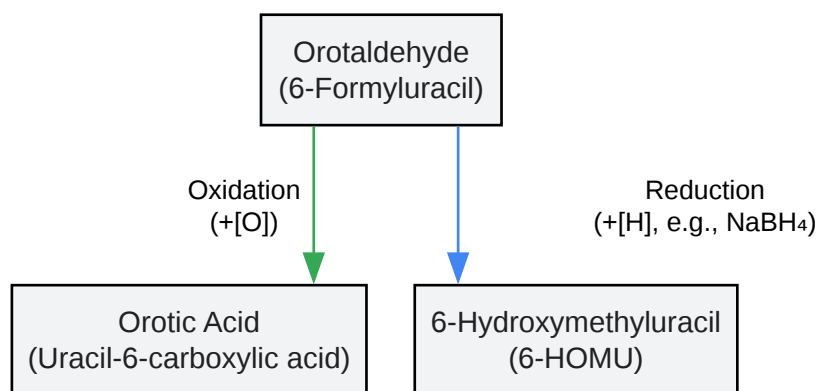 Orotaldehyde
(6-Formyluracil)
Oxidation
(+[O])
Reduction
(+[H], e.g., NaBH₄)
Orotic Acid
(Uracil-6-carboxylic acid)
6-Hydroxymethyluracil
(6-HOMU)